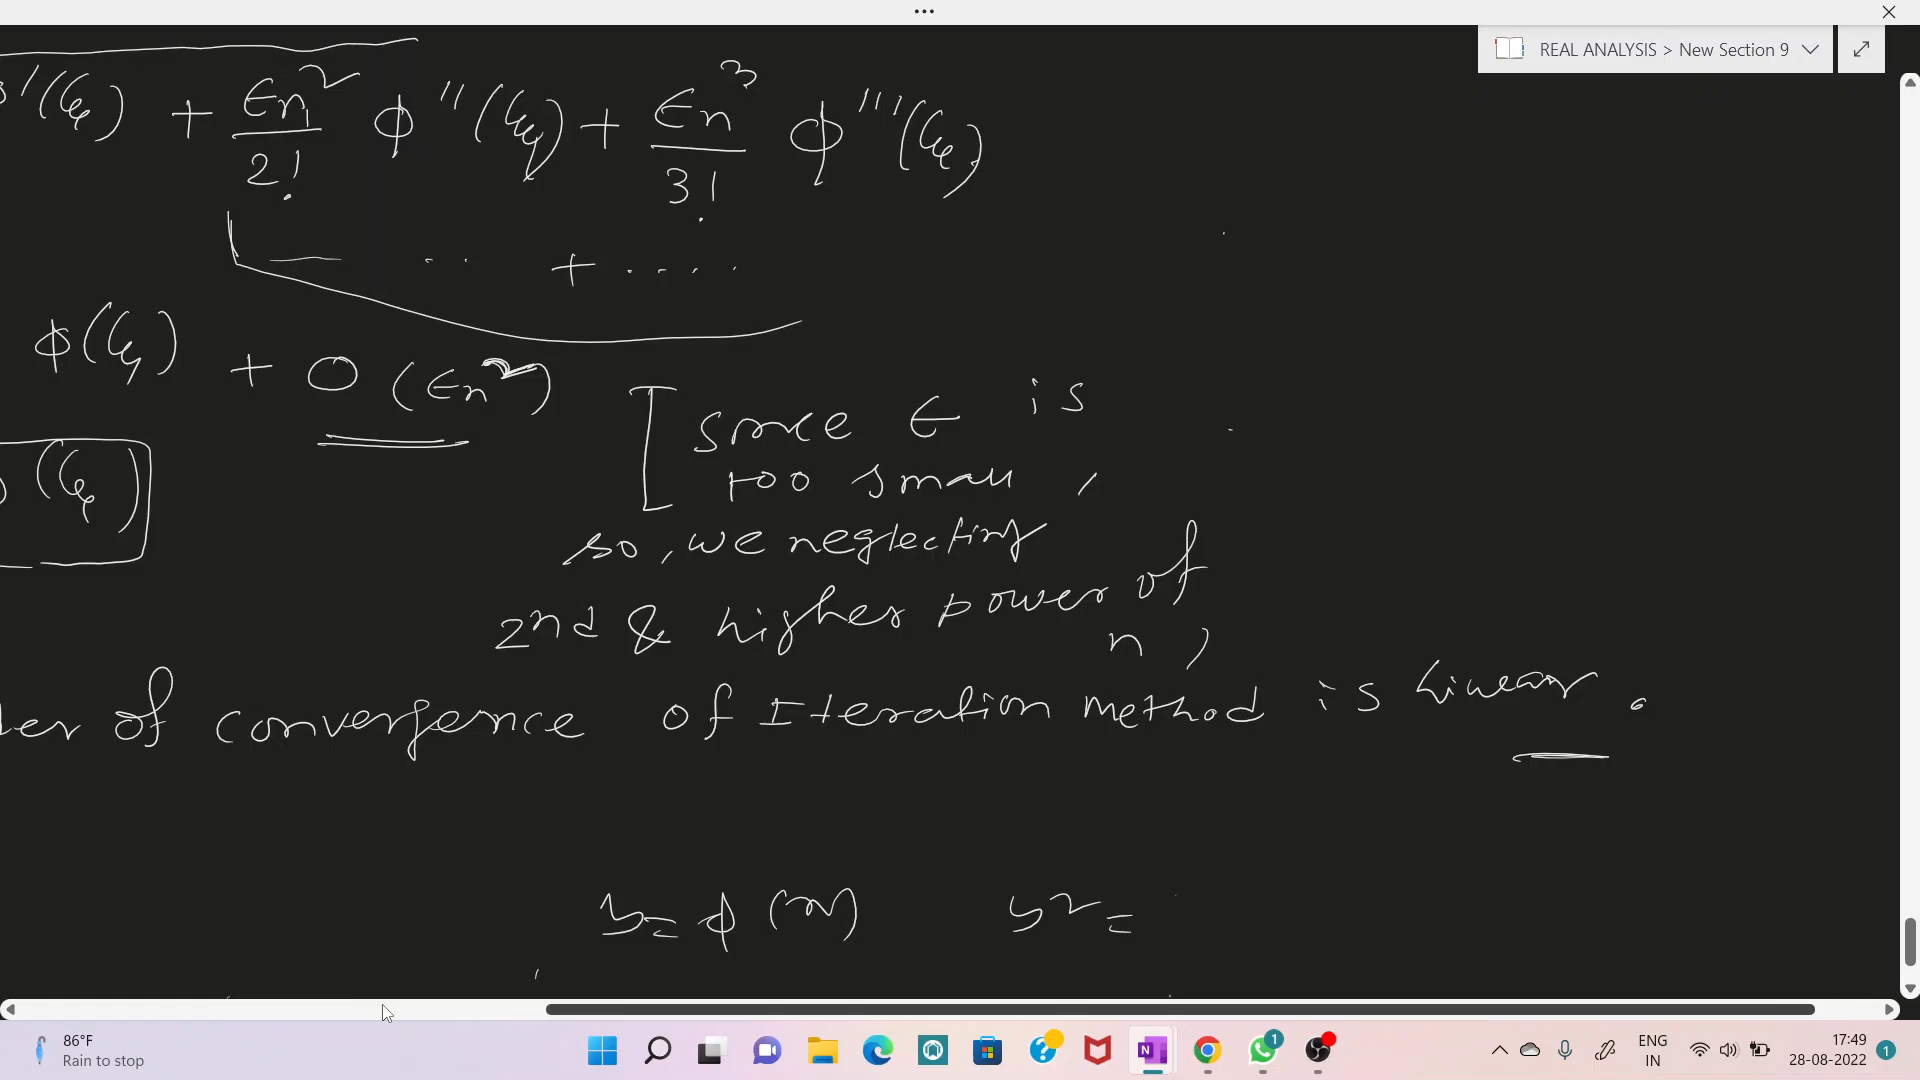 REAL ANALYSIS > New Section 9
'(ξ) + ϵn²/2! ϕ''(ξ) + ϵn³/3! ϕ'''(ξ)
— .. + ....
ϕ(ξ) + O(ϵn²)
[since ϵ is
too small,
(ξ)
so, we neglecting
2nd & higher power of
n,
der of convergence of Iteration method is linear.
y = ϕ(x) y² =
86°F
Rain to stop
1
ENG
IN
17:49
28-08-2022
1